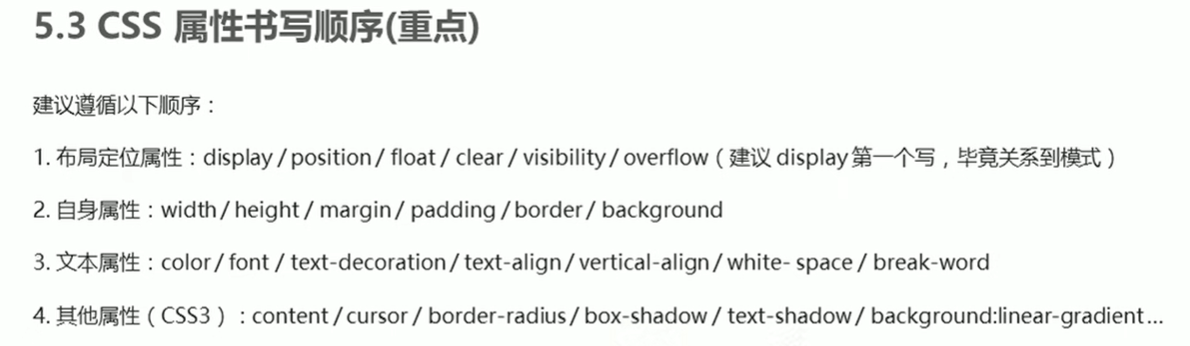 5.3 CSS 属性书写顺序(重点)
建议遵循以下顺序：
1. 布局定位属性：display / position / float / clear / visibility / overflow（建议 display 第一个写，毕竟关系到模式）
2. 自身属性：width / height / margin / padding / border / background
3. 文本属性：color / font / text-decoration / text-align / vertical-align / white- space / break-word
4. 其他属性（CSS3）：content / cursor / border-radius / box-shadow / text-shadow / background:linear-gradient …